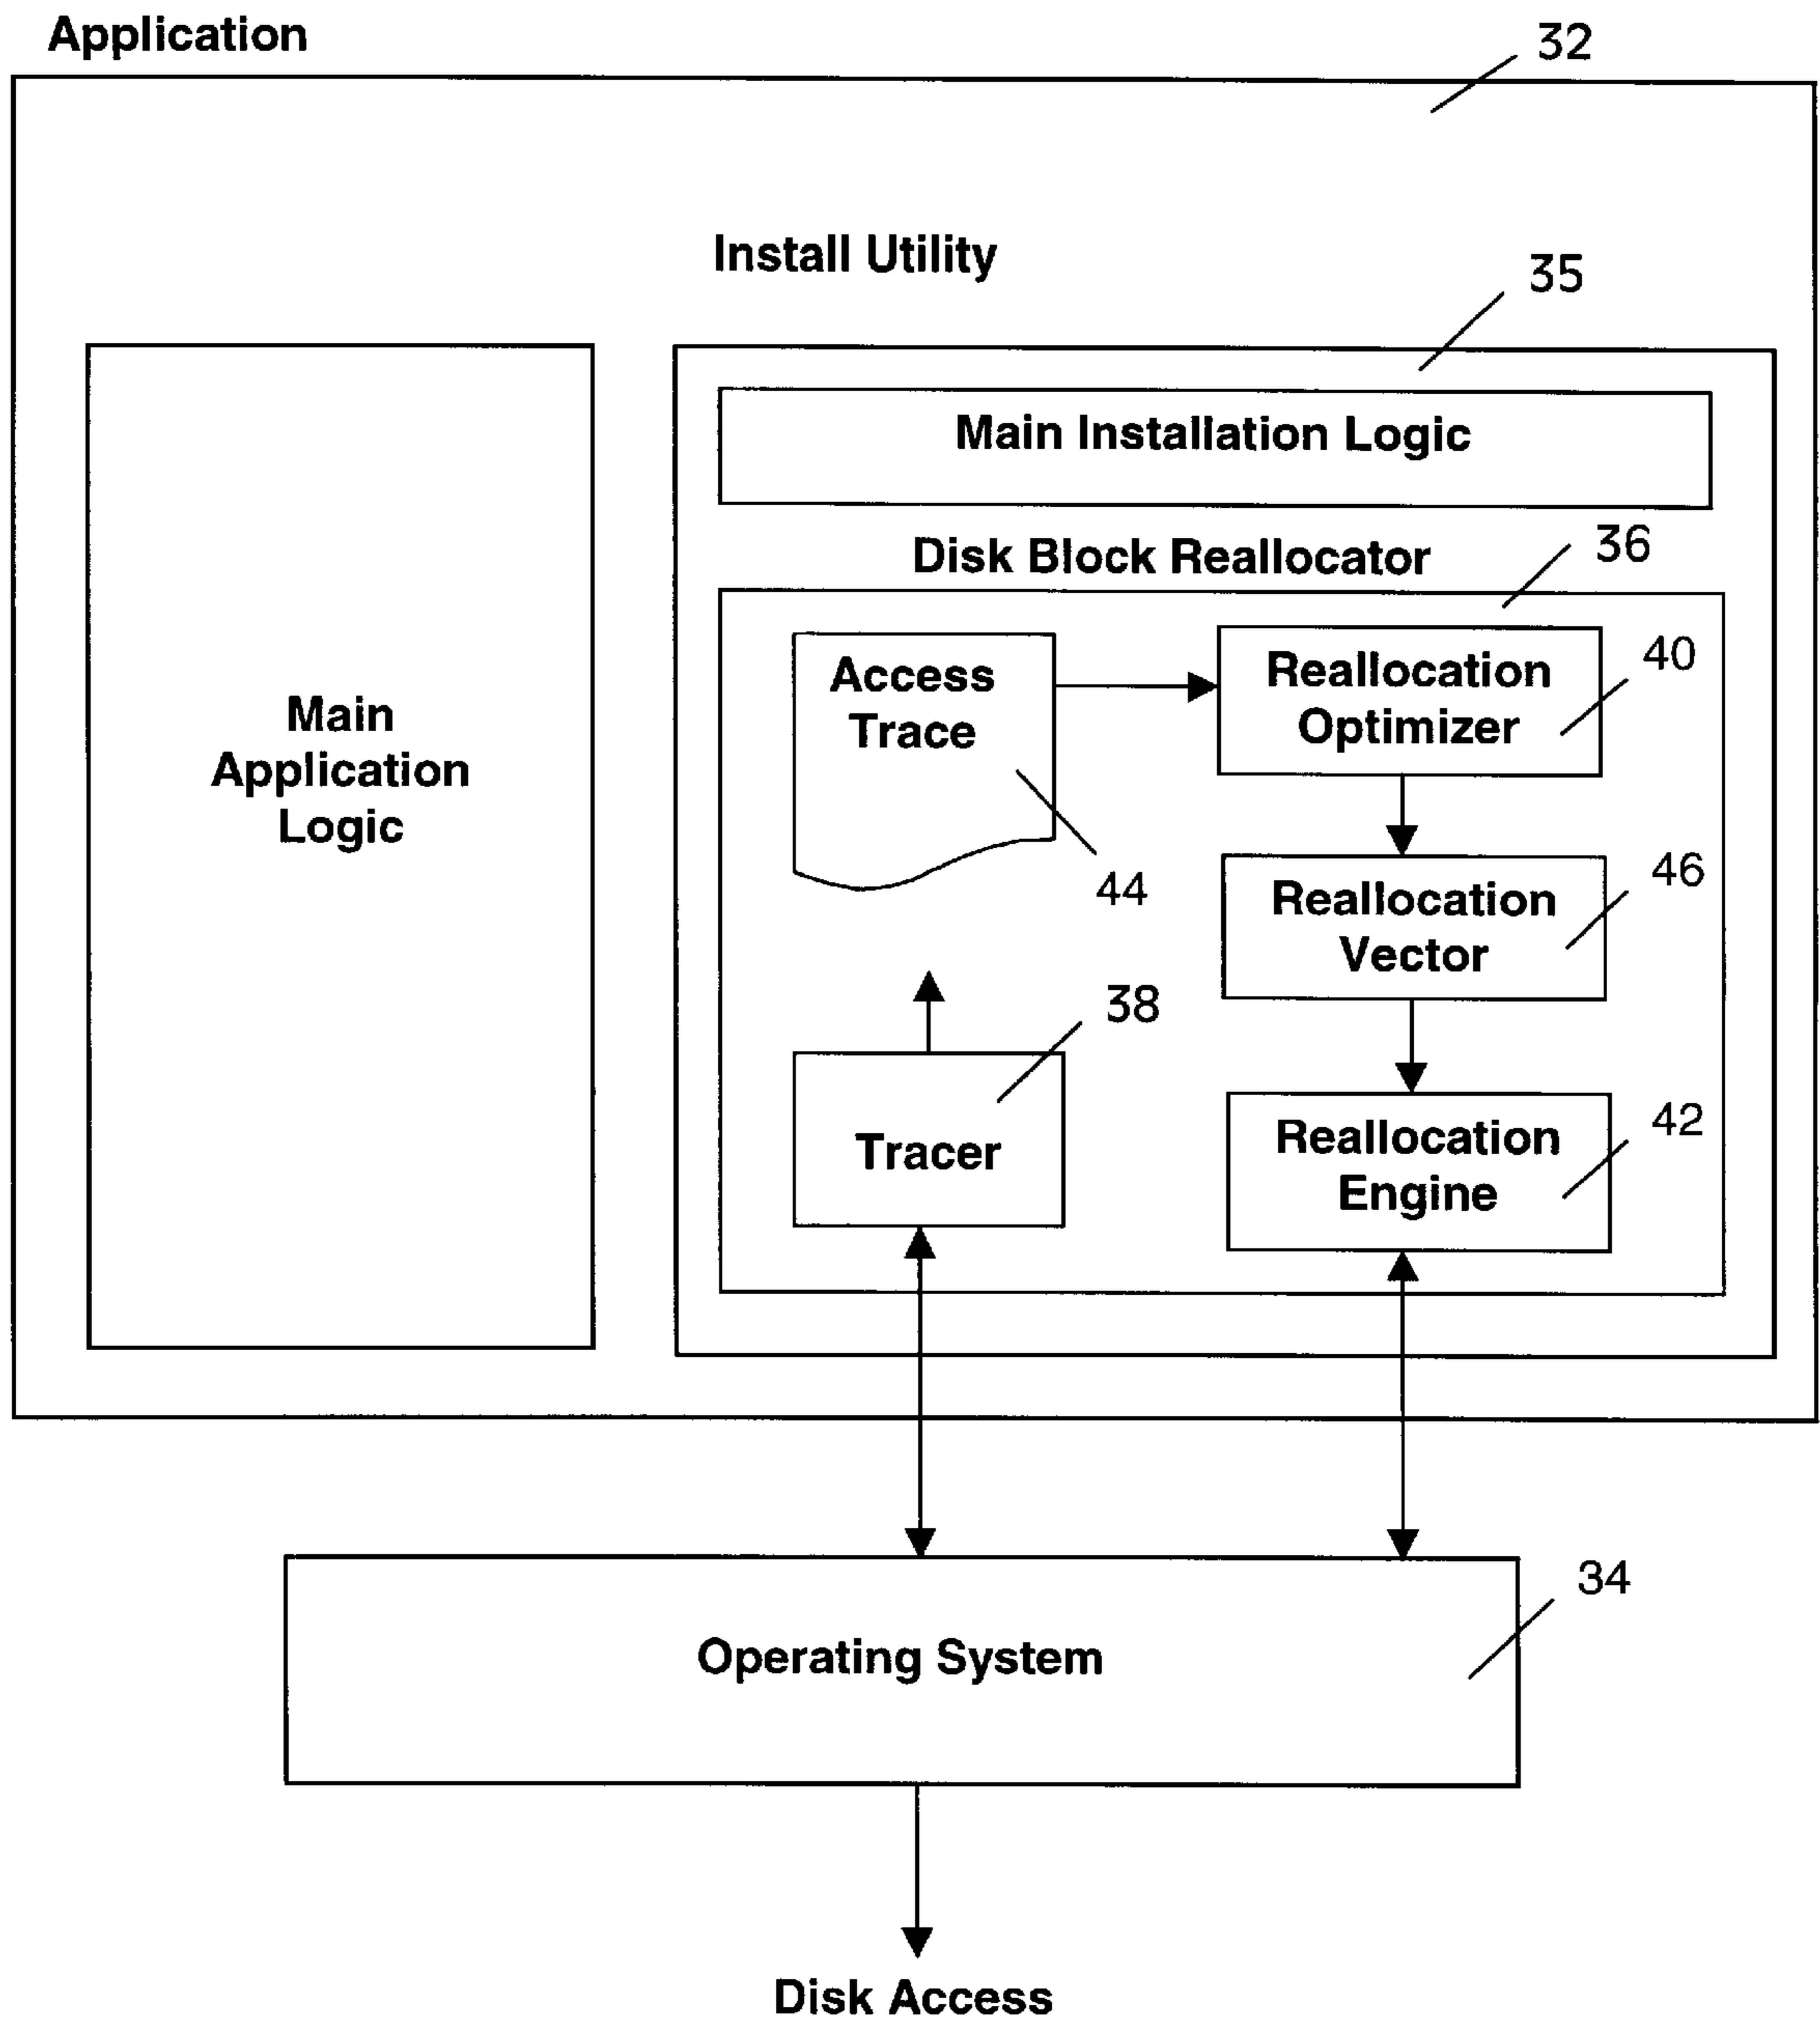 Application
32
Install Utility
35
Main Installation Logic
Disk Block Reallocator
36
Main
Application
Logic
Access
Trace
44
Reallocation
Optimizer
40
Reallocation
Vector
46
38
Tracer
Reallocation
Engine
42
Operating System
34
Disk Access